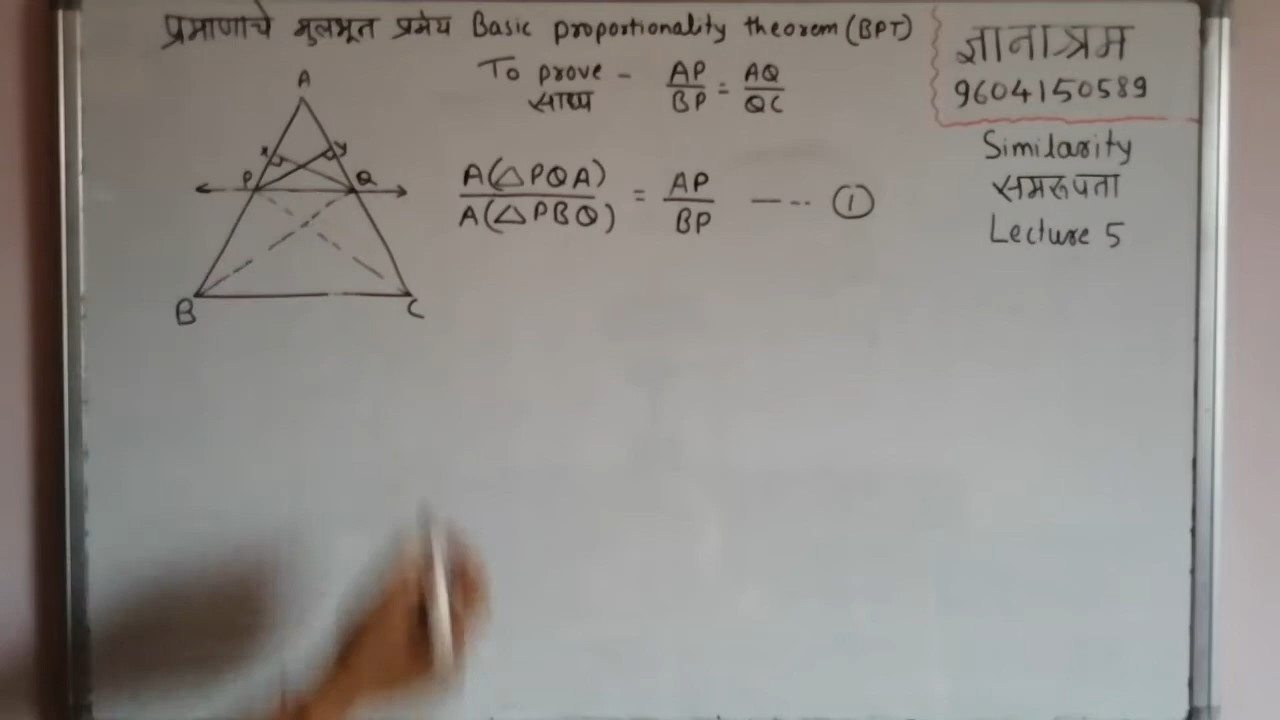 प्रमाणाचे मुलभूत प्रमेय Basic proportionality theorem (BPT)
To prove - AP/BP = AQ/QC
साध्य
A(△PQA)/A(△PBQ) = AP/BP ---- ①
A
x
y
P
Q
B
C
ज्ञानाश्रम
9604150589
Similarity
समरूपता
Lecture 5